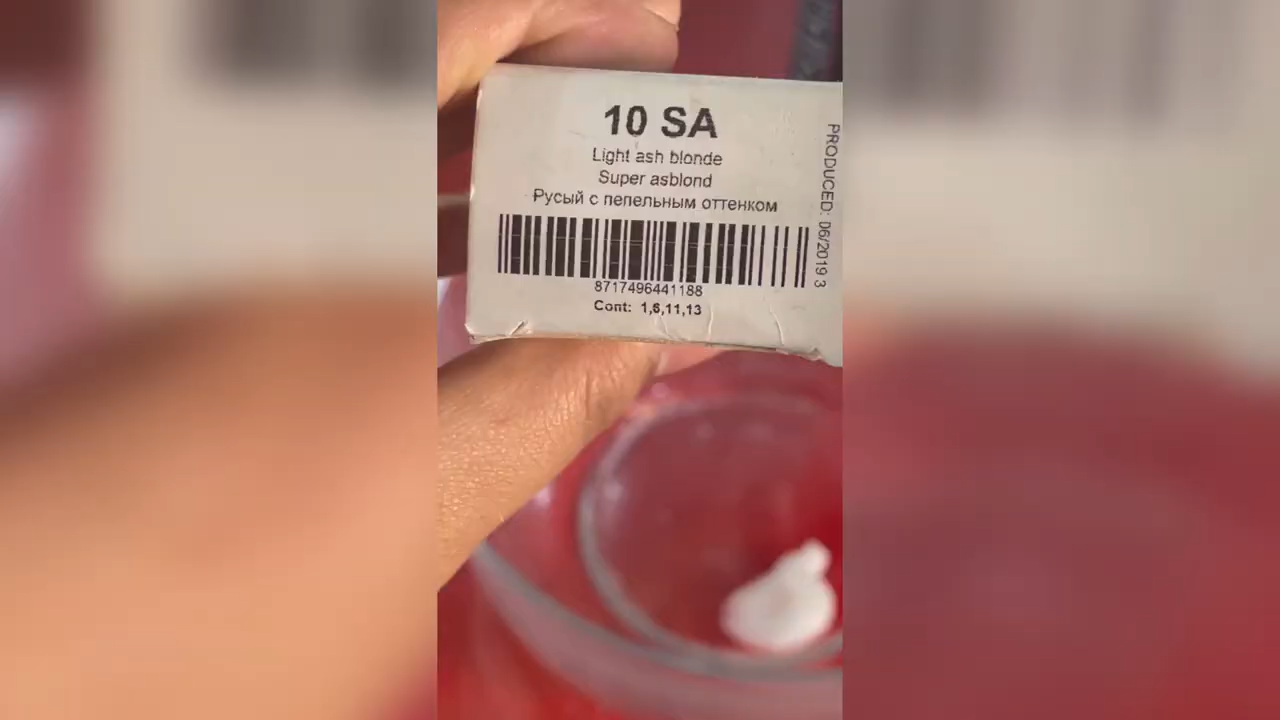 10 SA
Light ash blonde
Super asblond
Русый с пепельным оттенком
8717496441188
Cont: 1,6,11,13
PRODUCED: 06/2019 3